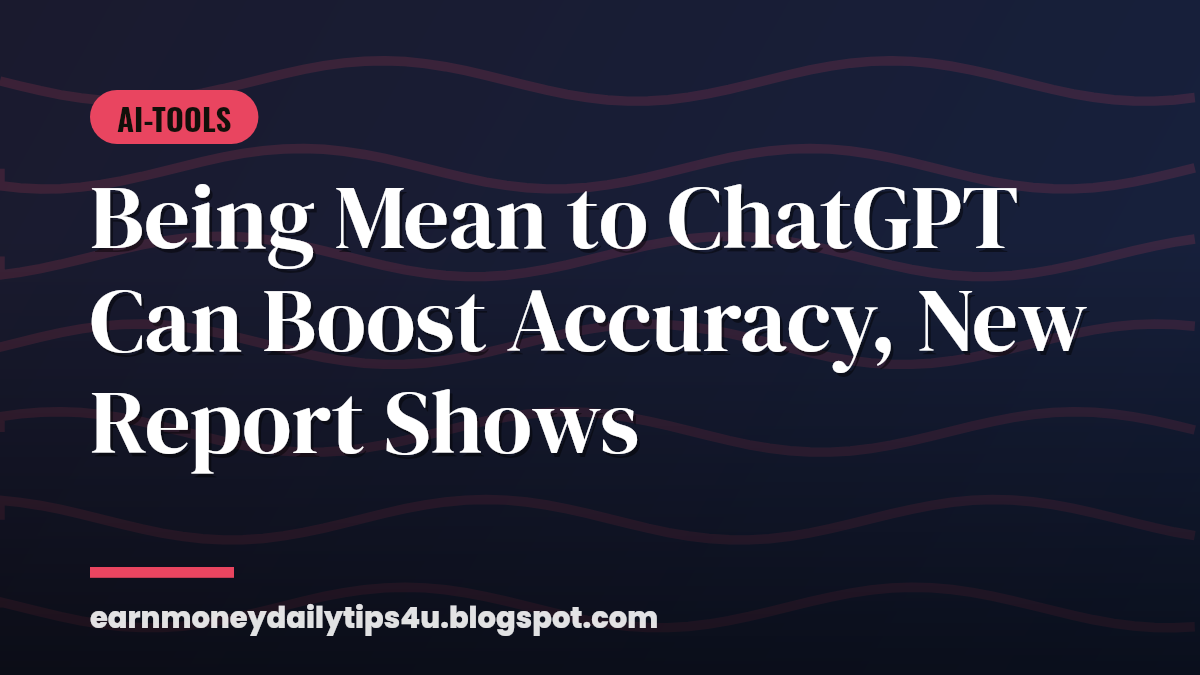 AI-TOOLS
Being Mean to ChatGPT
Can Boost Accuracy, New
Report Shows
earnmoneydailytips4u.blogspot.com